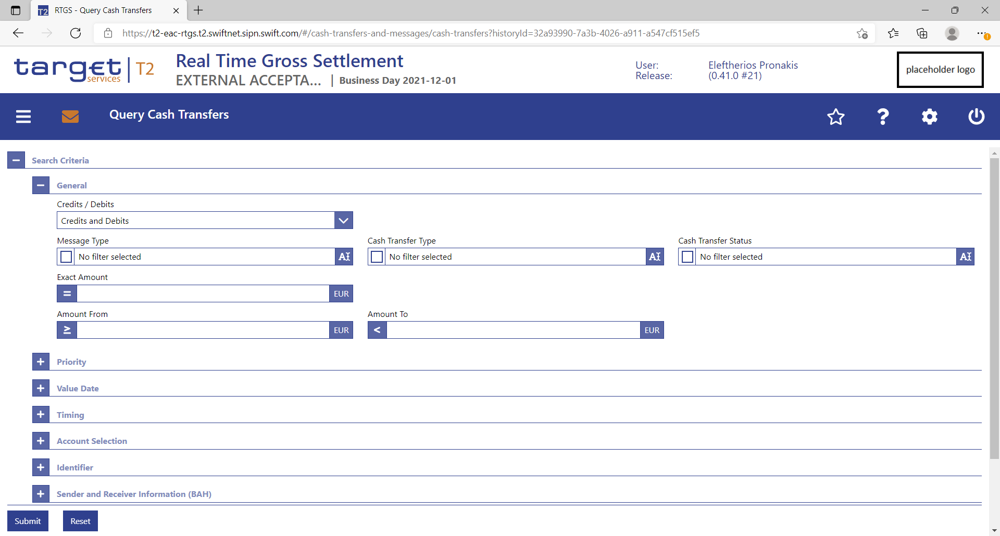 T2 RTGS - Query Cash Transfers
https://t2-eac-rtgs.t2.swiftnet.sipn.swift.com/#/cash-transfers-and-messages/cash-transfers?historyId=32a93990-7a3b-4026-a911-a547cf515ef5
target services T2
Real Time Gross Settlement
EXTERNAL ACCEPTA... | Business Day 2021-12-01
User: Eleftherios Pronakis
Release: (0.41.0 #21)
placeholder logo
Query Cash Transfers
Search Criteria
General
Credits / Debits
Credits and Debits
Message Type Cash Transfer Type Cash Transfer Status
No filter selected No filter selected No filter selected
Exact Amount
= EUR
Amount From Amount To
≥ EUR < EUR
Priority
Value Date
Timing
Account Selection
Identifier
Sender and Receiver Information (BAH)
Submit Reset